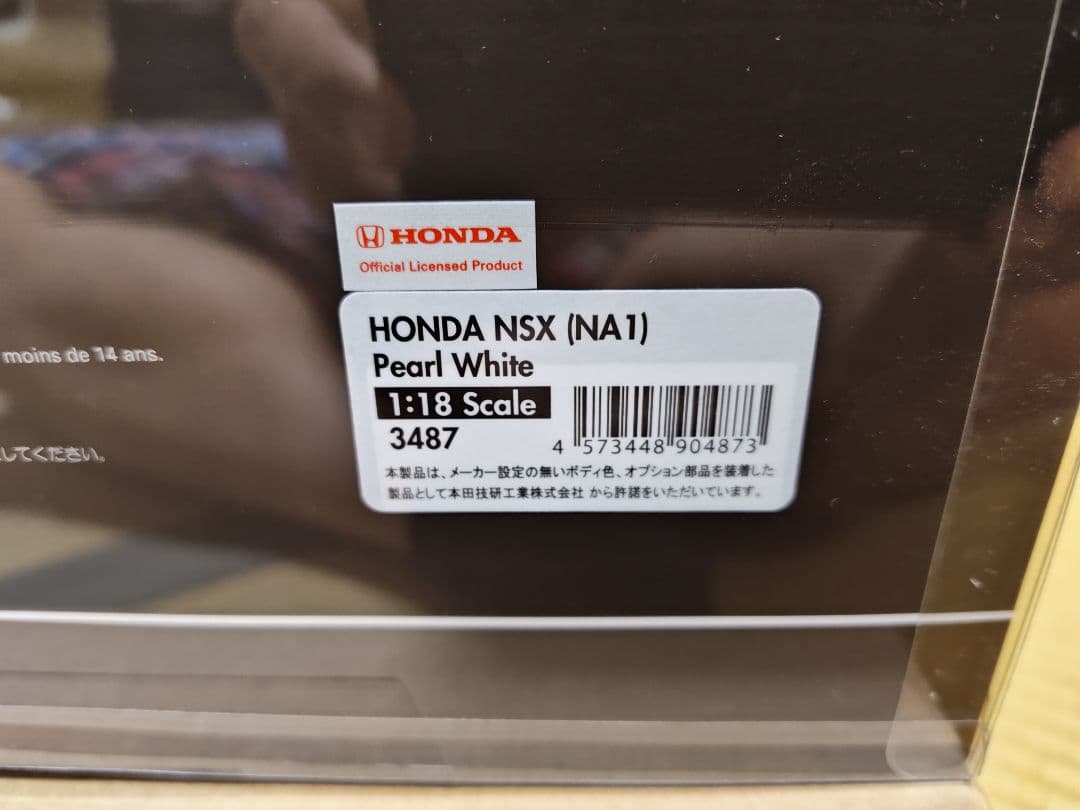 HONDA
Official Licensed Product
HONDA NSX (NA1)
Pearl White
1:18 Scale
3487
4 573448 904873
本製品は、メーカー設定の無いボディ色、オプション部品を装着した
製品として本田技研工業株式会社 から許諾をいただいています。
moins de 14 ans.
してください。